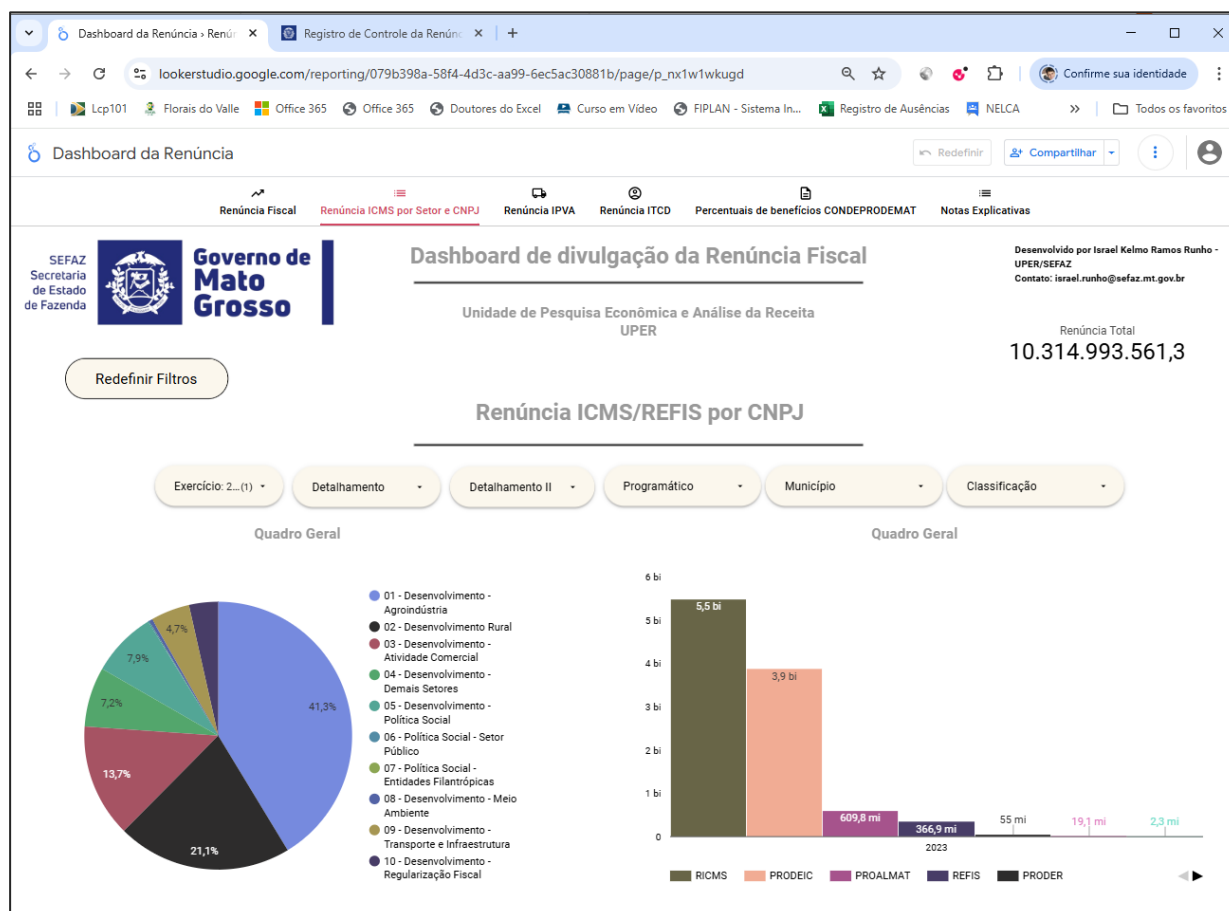 Dashboard da Renúncia › Renúr
Registro de Controle da Renúnc
lookerstudio.google.com/reporting/079b398a-58f4-4d3c-aa99-6ec5ac30881b/page/p_nx1w1wkugd
Confirme sua identidade
Lcp101
Florais do Valle
Office 365
Office 365
Doutores do Excel
Curso em Vídeo
FIPLAN - Sistema In...
Registro de Ausências
NELCA
»
Todos os favoritos
Dashboard da Renúncia
Redefinir
Compartilhar
Renúncia Fiscal
Renúncia ICMS por Setor e CNPJ
Renúncia IPVA
Renúncia ITCD
Percentuais de benefícios CONDEPRODEMAT
Notas Explicativas
SEFAZ
Secretaria
de Estado
de Fazenda
Governo de
Mato
Grosso
Dashboard de divulgação da Renúncia Fiscal
Unidade de Pesquisa Econômica e Análise da Receita
UPER
Desenvolvido por Israel Kelmo Ramos Runho -
UPER/SEFAZ
Contato: israel.runho@sefaz.mt.gov.br
Renúncia Total
10.314.993.561,3
Redefinir Filtros
Renúncia ICMS/REFIS por CNPJ
Exercício: 2... (1)
Detalhamento
Detalhamento II
Programático
Município
Classificação
Quadro Geral
41,3%
21,1%
13,7%
7,2%
7,9%
4,7%
01 - Desenvolvimento -
Agroindústria
02 - Desenvolvimento Rural
03 - Desenvolvimento -
Atividade Comercial
04 - Desenvolvimento -
Demais Setores
05 - Desenvolvimento -
Política Social
06 - Política Social - Setor
Público
07 - Política Social -
Entidades Filantrópicas
08 - Desenvolvimento - Meio
Ambiente
09 - Desenvolvimento -
Transporte e Infraestrutura
10 - Desenvolvimento -
Regularização Fiscal
Quadro Geral
6 bi
5 bi
4 bi
3 bi
2 bi
1 bi
0
5,5 bi
3,9 bi
609,8 mi
366,9 mi
55 mi
19,1 mi
2,3 mi
2023
RICMS
PRODEIC
PROALMAT
REFIS
PRODER